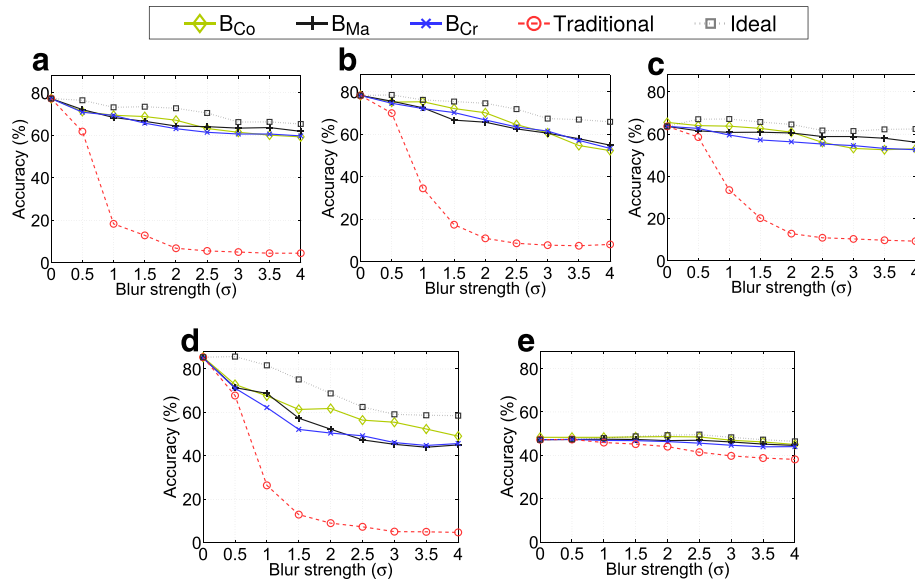 B_Co B_Ma B_Cr Traditional Ideal
a
80
60
40
20
0
Accuracy (%)
0 0.5 1 1.5 2 2.5 3 3.5 4
Blur strength (σ)
b
80
60
40
20
0
Accuracy (%)
0 0.5 1 1.5 2 2.5 3 3.5 4
Blur strength (σ)
c
80
60
40
20
0
Accuracy (%)
0 0.5 1 1.5 2 2.5 3 3.5 4
Blur strength (σ)
d
80
60
40
20
0
Accuracy (%)
0 0.5 1 1.5 2 2.5 3 3.5 4
Blur strength (σ)
e
80
60
40
20
0
Accuracy (%)
0 0.5 1 1.5 2 2.5 3 3.5 4
Blur strength (σ)